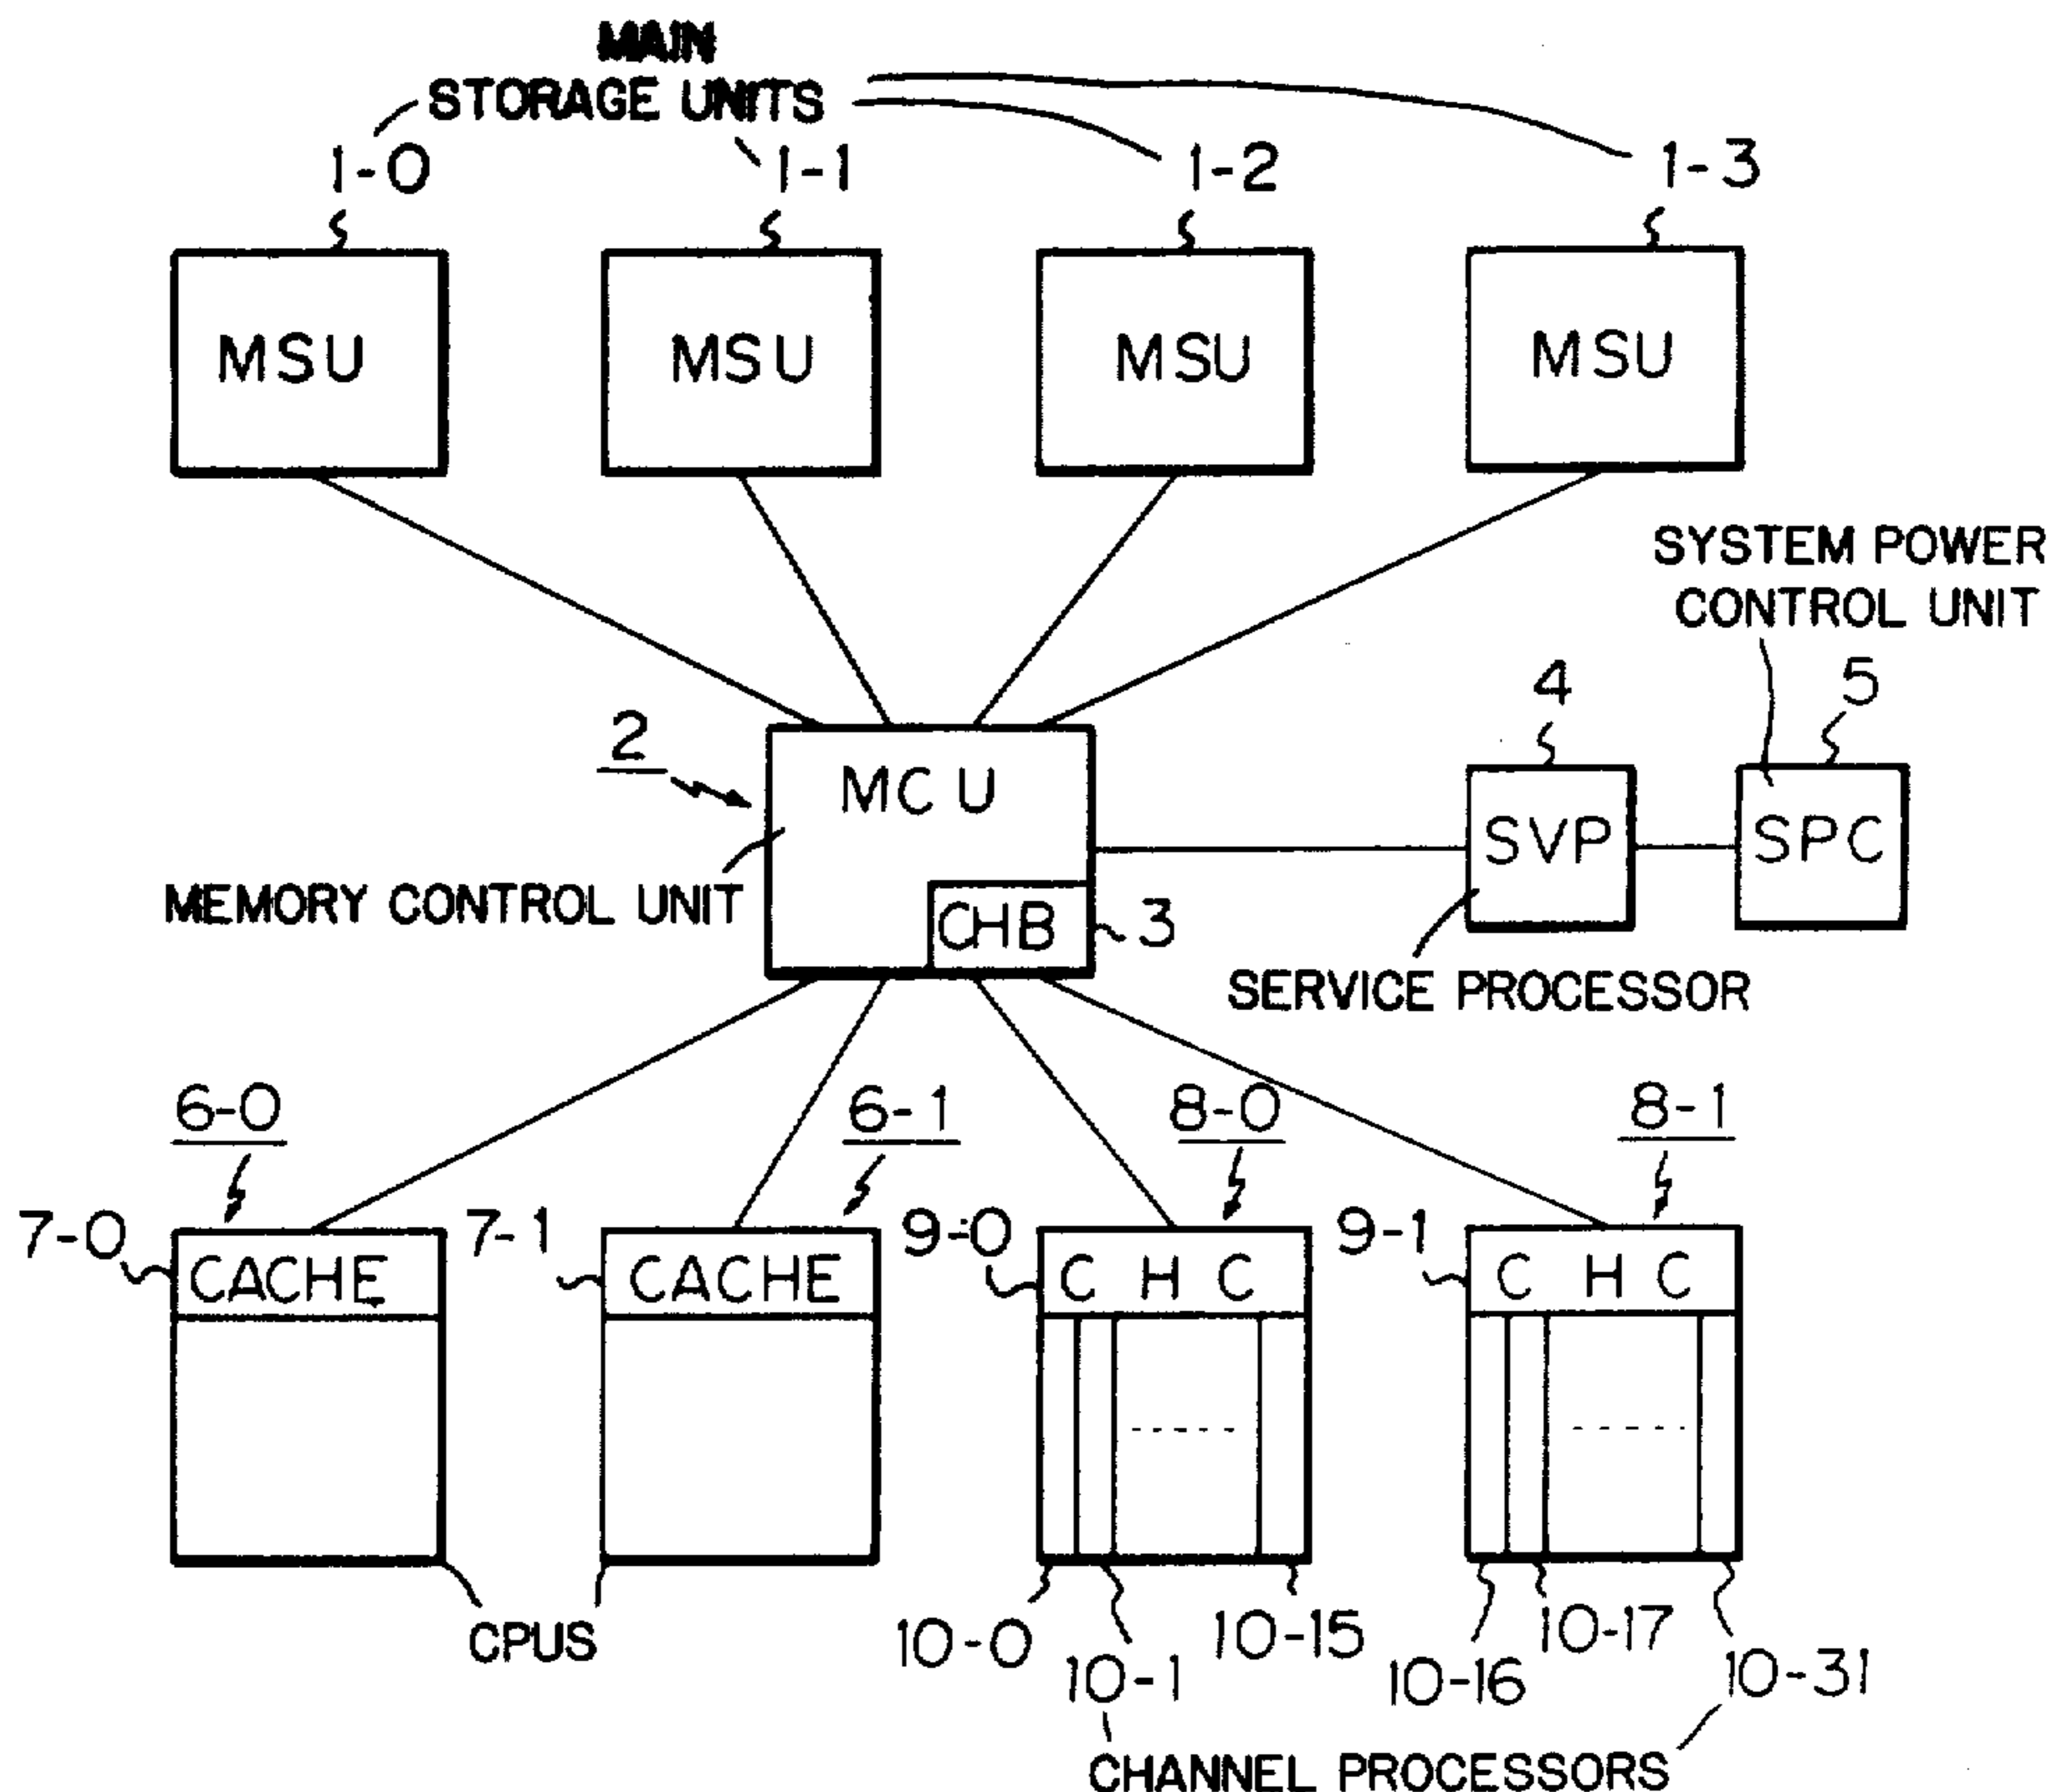 MAIN
STORAGE UNITS
1-0 1-1 1-2 1-3
MSU MSU MSU MSU
SYSTEM POWER
CONTROL UNIT
2 4 5
MCU
SVP SPC
MEMORY CONTROL UNIT
CHB 3
SERVICE PROCESSOR
6-0 6-1 8-0 8-1
7-0 7-1 9-0 9-1
CACHE CACHE CHC CHC
CPUS
10-0 10-1 10-15 10-16 10-17 10-31
CHANNEL PROCESSORS